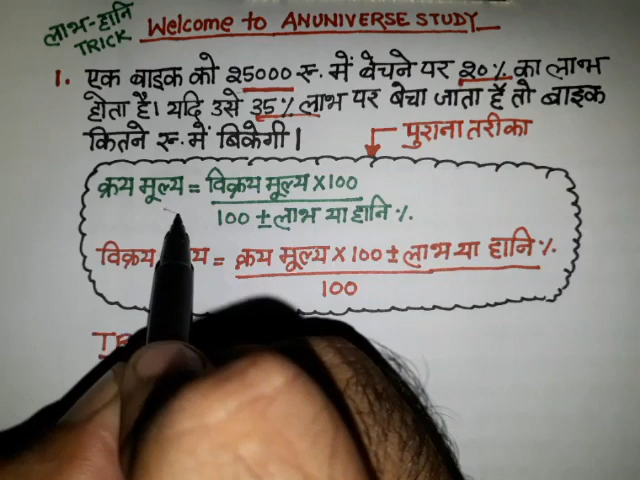 लाभ-हानि
TRICK
Welcome to ANUNIVERSE STUDY
1. एक बाइक को 25000 रु. में बेचने पर 20% का लाभ
होता है। यदि उसे 35% लाभ पर बेचा जाता है तो बाइक
कितने रु. में बिकेगी।
पुराना तरीका
क्रय मूल्य = विक्रय मूल्य × 100
100 ± लाभ या हानि %.
विक्रय य = क्रय मूल्य × 100 ± लाभ या हानि %.
100